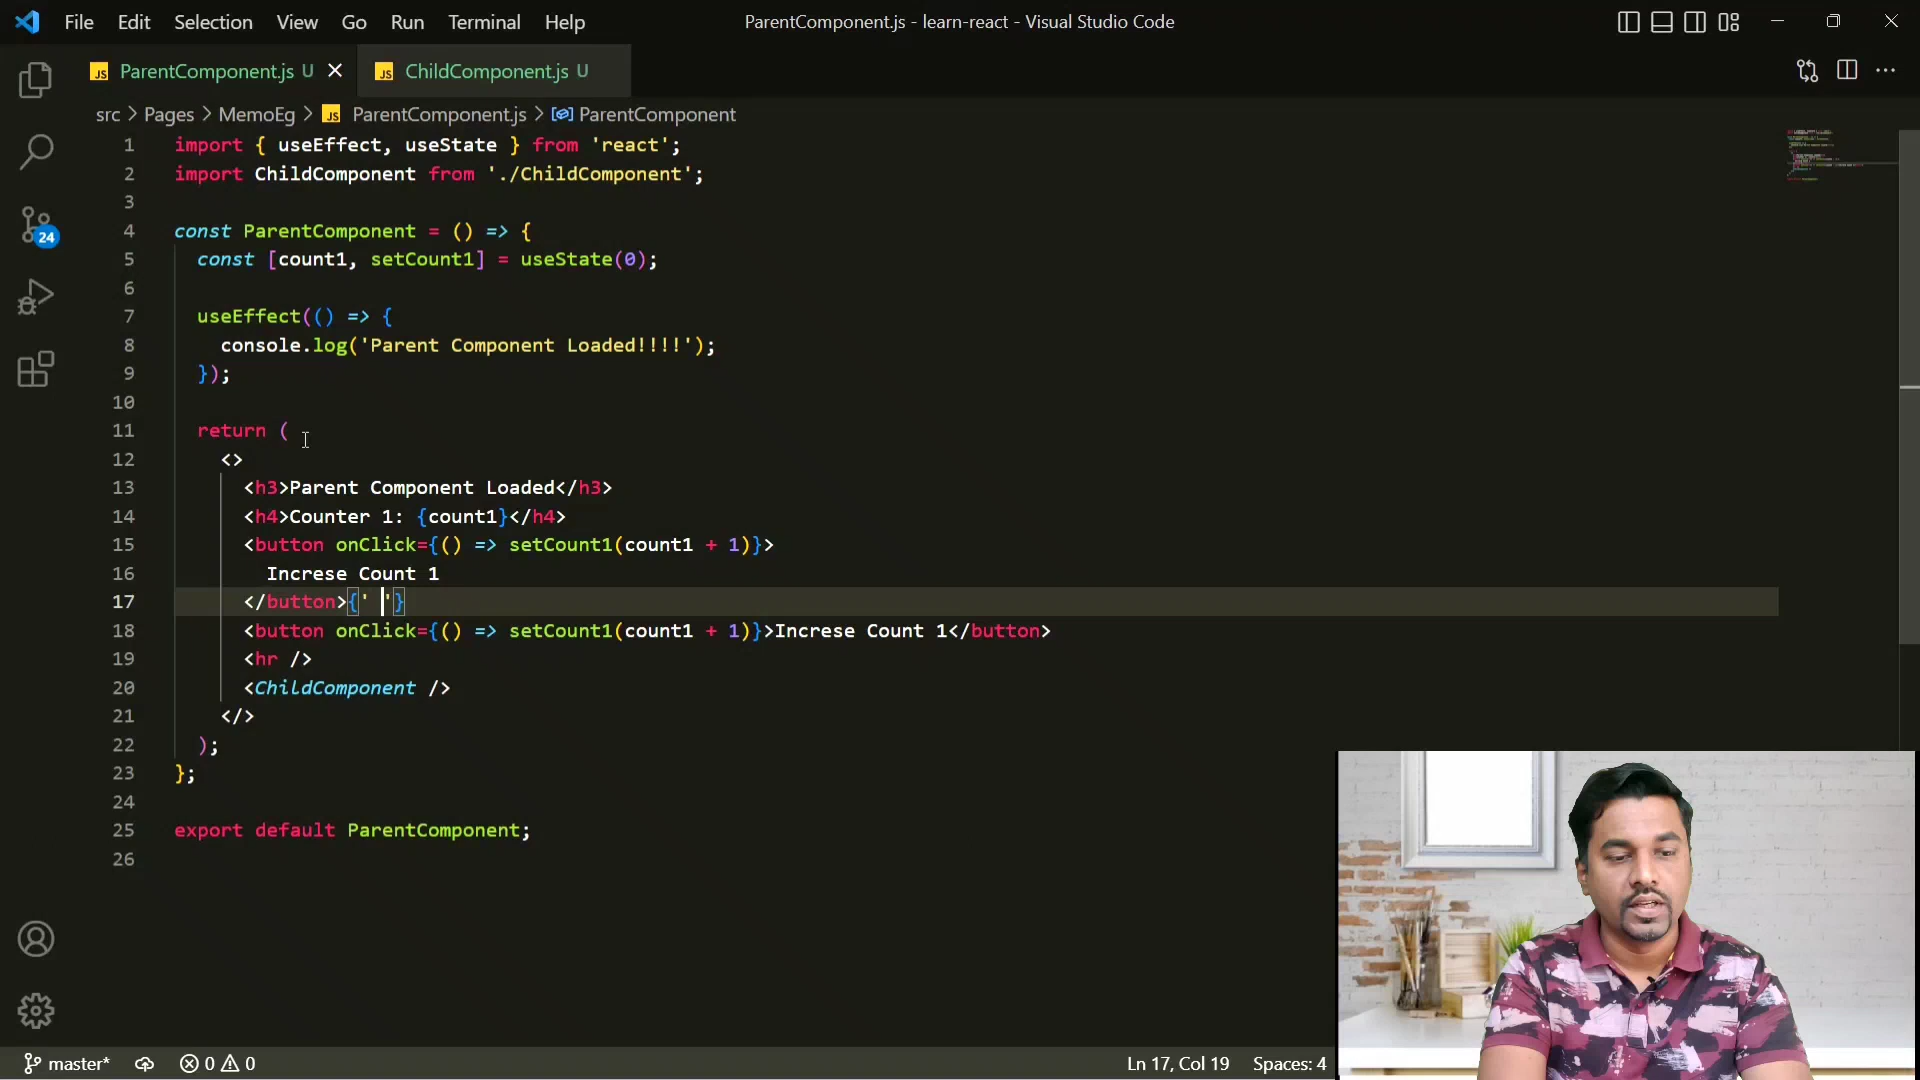 File Edit Selection View Go Run Terminal Help
ParentComponent.js - learn-react - Visual Studio Code
JS ParentComponent.js U
JS ChildComponent.js U
src > Pages > MemoEg > JS ParentComponent.js > ParentComponent
1 import { useEffect, useState } from 'react';
2 import ChildComponent from './ChildComponent';
3
4 const ParentComponent = () => {
5 const [count1, setCount1] = useState(0);
6
7 useEffect(() => {
8 console.log('Parent Component Loaded!!!!');
9 });
10
11 return (
12 <>
13 <h3>Parent Component Loaded</h3>
14 <h4>Counter 1: {count1}</h4>
15 <button onClick={() => setCount1(count1 + 1)}>
16 Increse Count 1
17 </button>{' '}
18 <button onClick={() => setCount1(count1 + 1)}>Increse Count 1</button>
19 <hr />
20 <ChildComponent />
21 </>
22 );
23 };
24
25 export default ParentComponent;
26
24
master* 0 0
Ln 17, Col 19 Spaces: 4